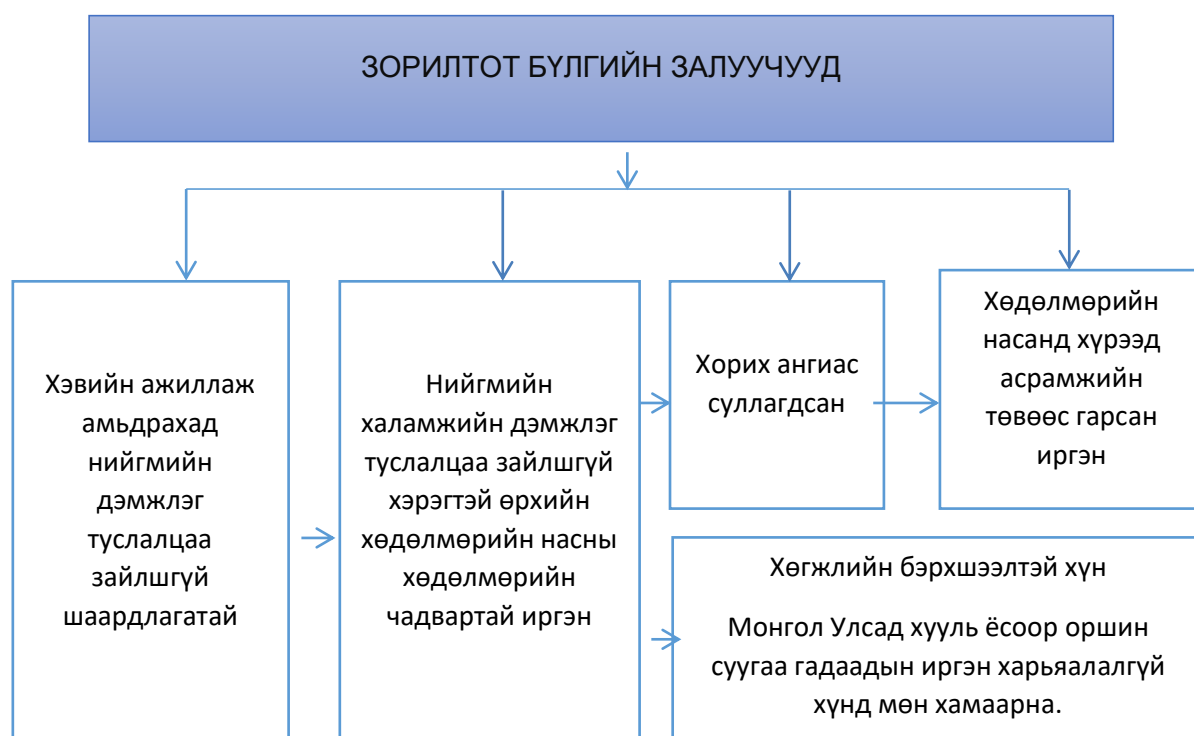 ЗОРИЛТОТ БҮЛГИЙН ЗАЛУУЧУУД
Хэвийн ажиллаж
амьдрахад
нийгмийн
дэмжлэг
туслалцаа
зайлшгүй
шаардлагатай
Нийгмийн
халамжийн дэмжлэг
туслалцаа зайлшгүй
хэрэгтэй өрхийн
хөдөлмөрийн насны
хөдөлмөрийн
чадвартай иргэн
Хорих ангиас
суллагдсан
Хөдөлмөрийн
насанд хүрээд
асрамжийн
төвөөс гарсан
иргэн
Хөгжлийн бэрхшээлтэй хүн
Монгол Улсад хууль ёсоор оршин
суугаа гадаадын иргэн харьяалалгүй
хүнд мөн хамаарна.